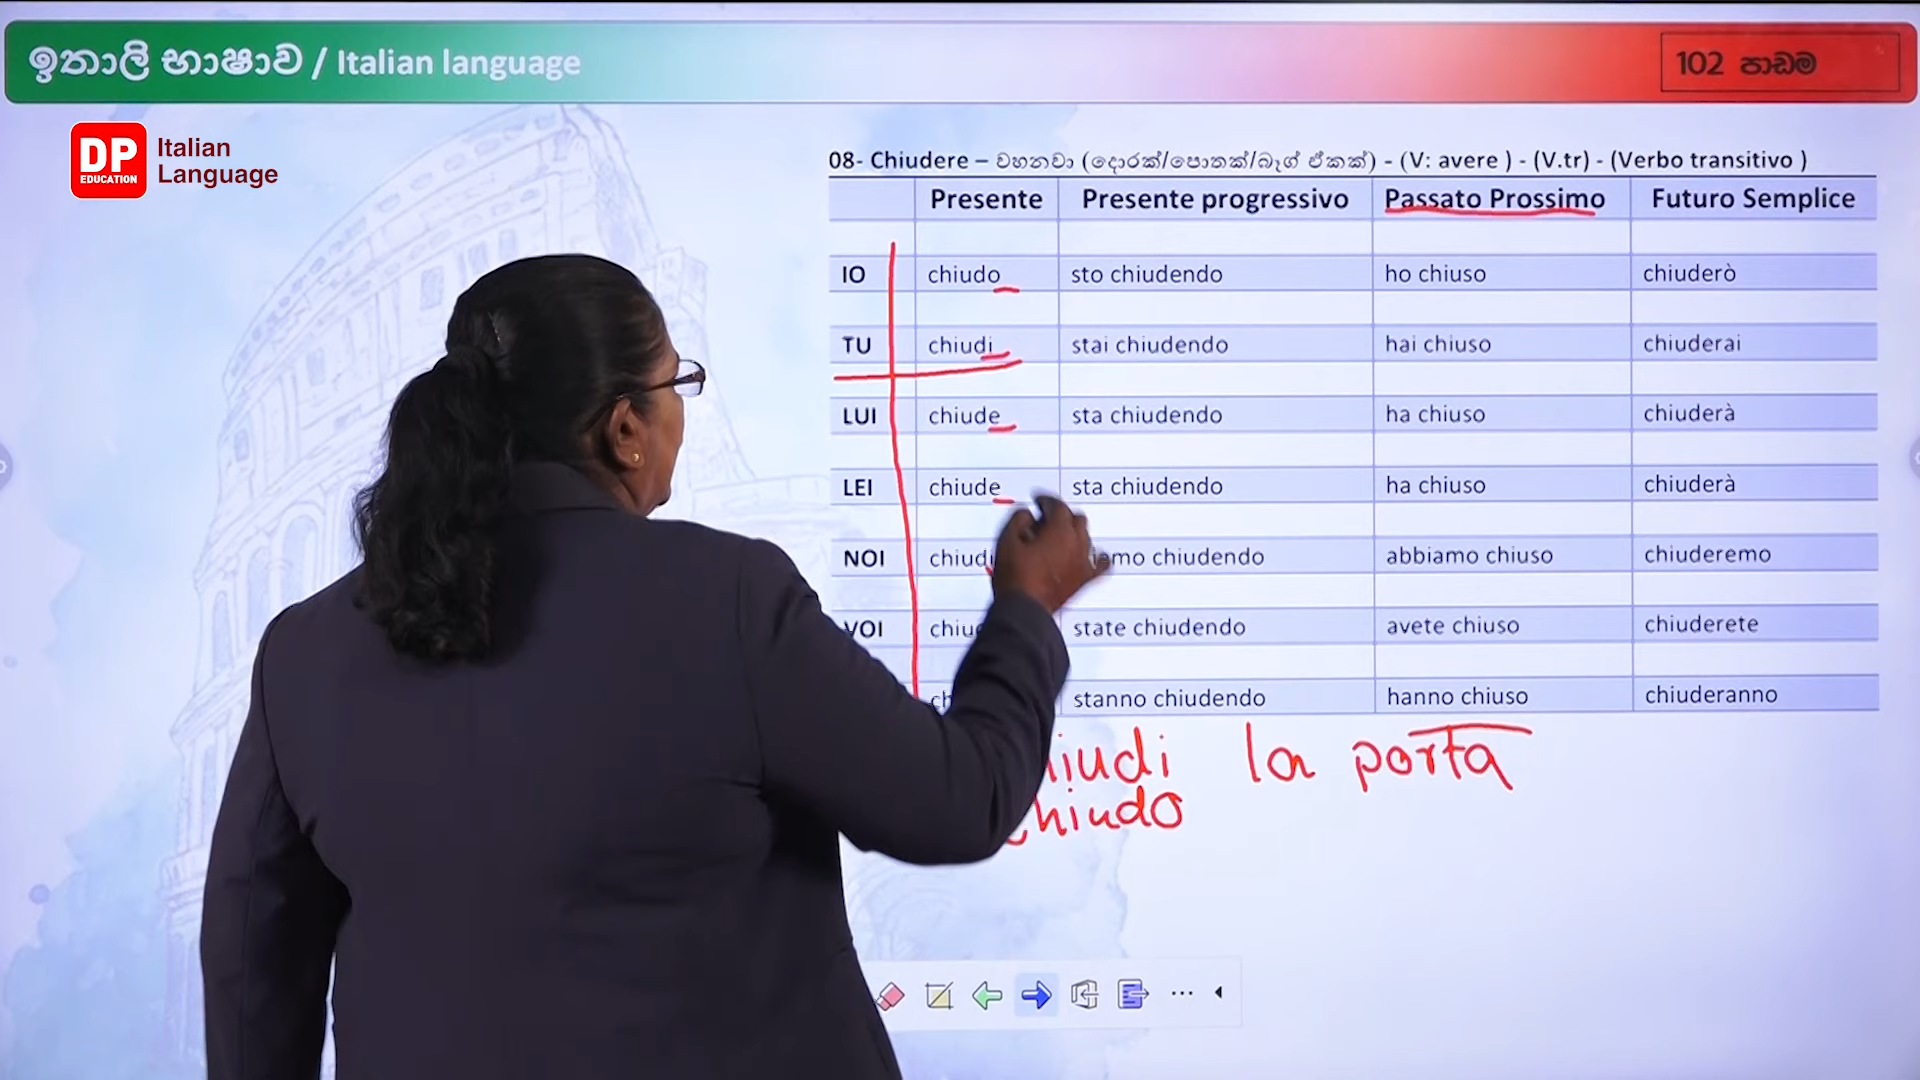 ඉතාලි භාෂාව / Italian language
102 පාඩම
DP EDUCATION
Italian Language
08- Chiudere – වහනවා (දොරක්/පොතක්/බෑග් ඒකක්) - (V: avere ) - (V.tr) - (Verbo transitivo )
Presente Presente progressivo Passato Prossimo Futuro Semplice
IO chiudo sto chiudendo ho chiuso chiuderò
TU chiudi stai chiudendo hai chiuso chiuderai
LUI chiude sta chiudendo ha chiuso chiuderà
LEI chiude sta chiudendo ha chiuso chiuderà
NOI chiudendo abbiamo chiuso chiuderemo
VOI state chiudendo avete chiuso chiuderete
stanno chiudendo hanno chiuso chiuderanno
la porta
chiudo